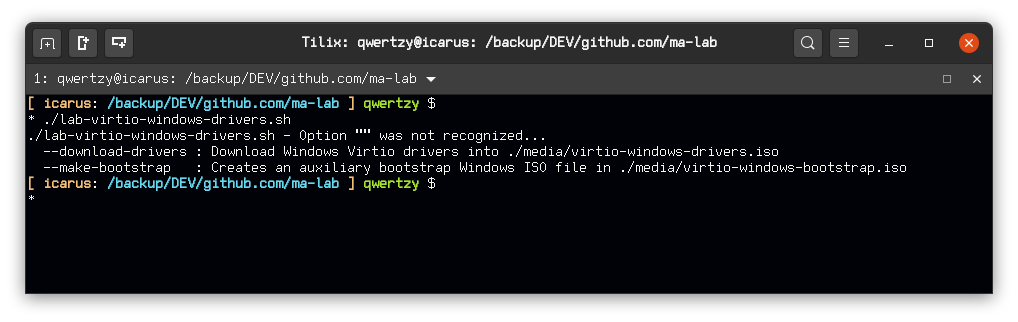 Tilix: qwertzy@icarus: /backup/DEV/github.com/ma-lab
1: qwertzy@icarus: /backup/DEV/github.com/ma-lab
[ icarus: /backup/DEV/github.com/ma-lab ] qwertzy $
* ./lab-virtio-windows-drivers.sh
./lab-virtio-windows-drivers.sh - Option "" was not recognized...
  --download-drivers : Download Windows Virtio drivers into ./media/virtio-windows-drivers.iso
  --make-bootstrap   : Creates an auxiliary bootstrap Windows ISO file in ./media/virtio-windows-bootstrap.iso
[ icarus: /backup/DEV/github.com/ma-lab ] qwertzy $
*